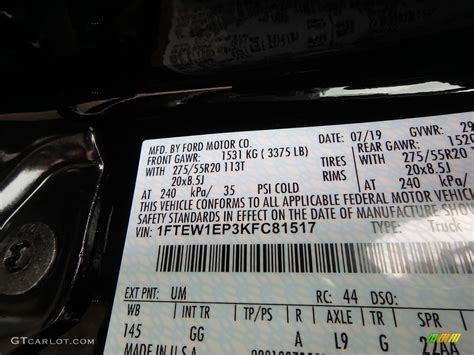 MFD. BY FORD MOTOR CO.
DATE: 07/19 GVWR: 29
FRONT GAWR: 1531 KG ( 3375 LB) REAR GAWR: 1529
WITH 275/55R20 113T TIRES WITH 275/55R20
20x8.5J RIMS 20x8.5J
AT 240 kPa/ 35 PSI COLD AT 240 kPa/
THIS VEHICLE CONFORMS TO ALL APPLICABLE FEDERAL MOTOR VEHICLE
SAFETY STANDARDS IN EFFECT ON THE DATE OF MANUFACTURE SHOWN
VIN: 1FTEW1EP3KFC81517 TYPE: Truck
EXT PNT: UM RC: 44 DSO:
WB INT TR TP/PS R AXLE TR SPR
145 GG A L9 G
MADE IN U.S.A.
GTCARLOT.COM